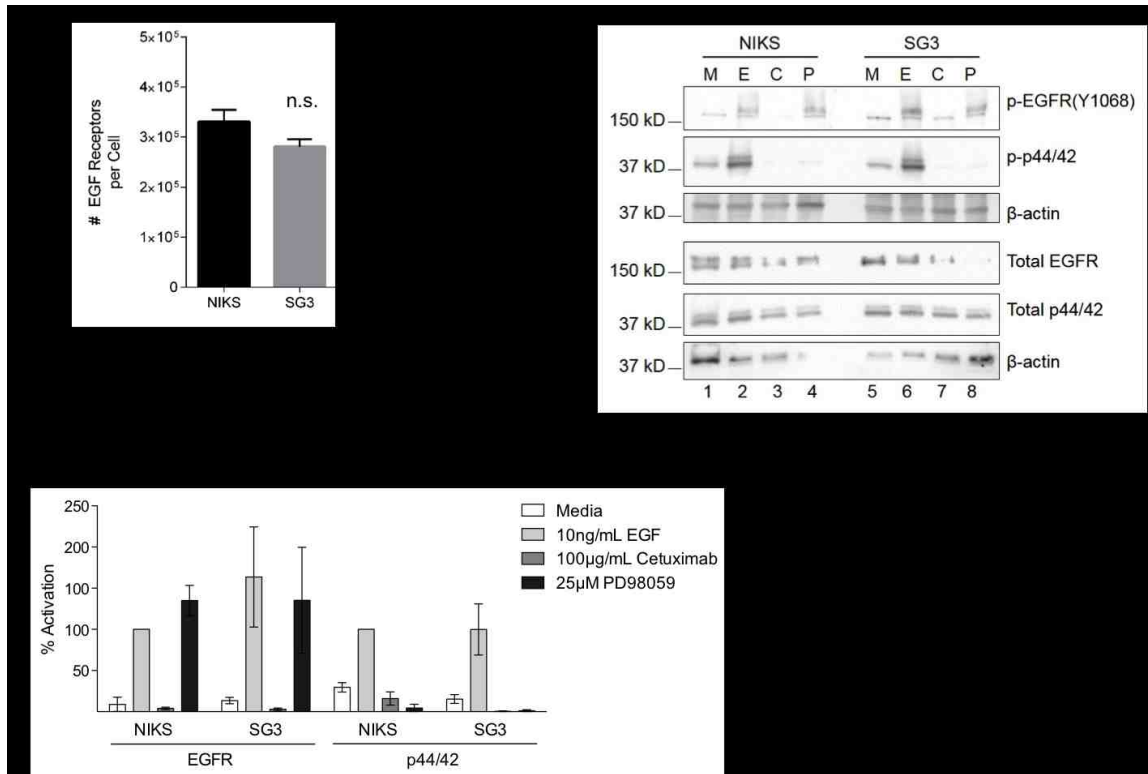 5×10⁵
4×10⁵
3×10⁵
2×10⁵
1×10⁵
0
# EGF Receptors
per Cell
n.s.
NIKS SG3
NIKS SG3
M E C P M E C P
150 kD p-EGFR(Y1068)
37 kD p-p44/42
37 kD β-actin
150 kD Total EGFR
37 kD Total p44/42
37 kD β-actin
1 2 3 4 5 6 7 8
250
200
100
100
50
% Activation
Media
10ng/mL EGF
100µg/mL Cetuximab
25µM PD98059
NIKS SG3 NIKS SG3
EGFR p44/42